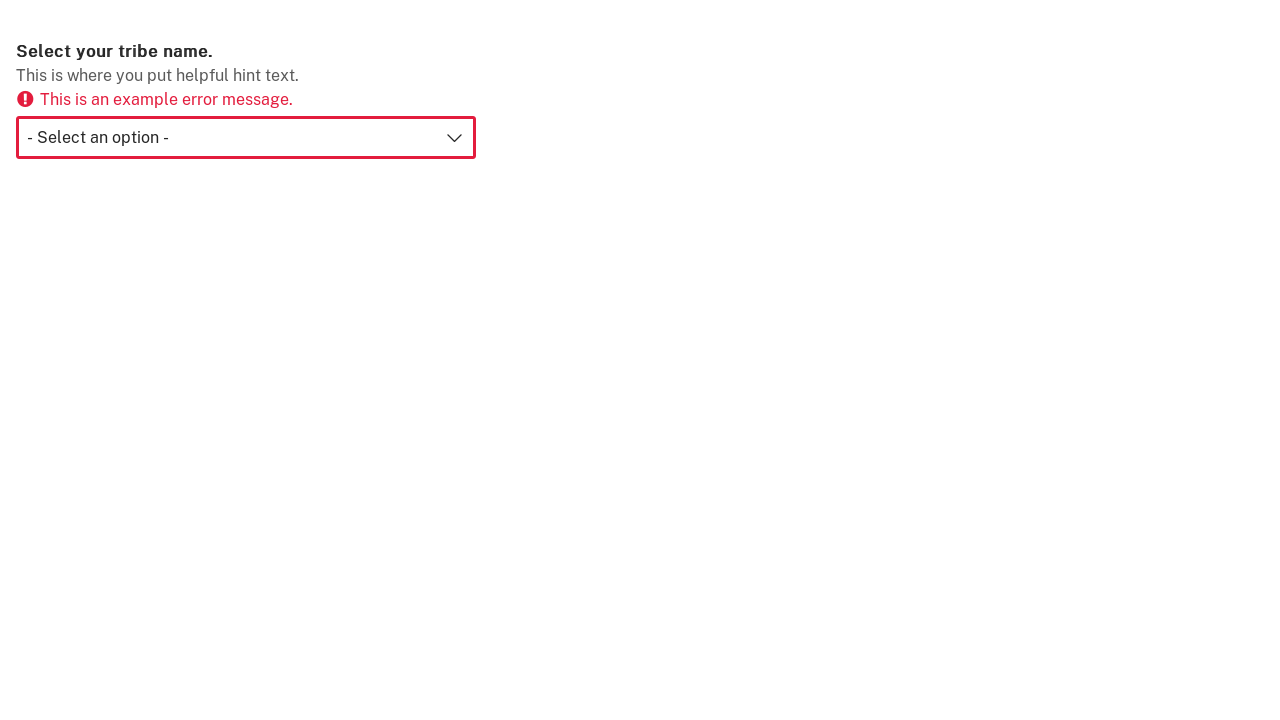 Select your tribe name.
This is where you put helpful hint text.
This is an example error message.
- Select an option -